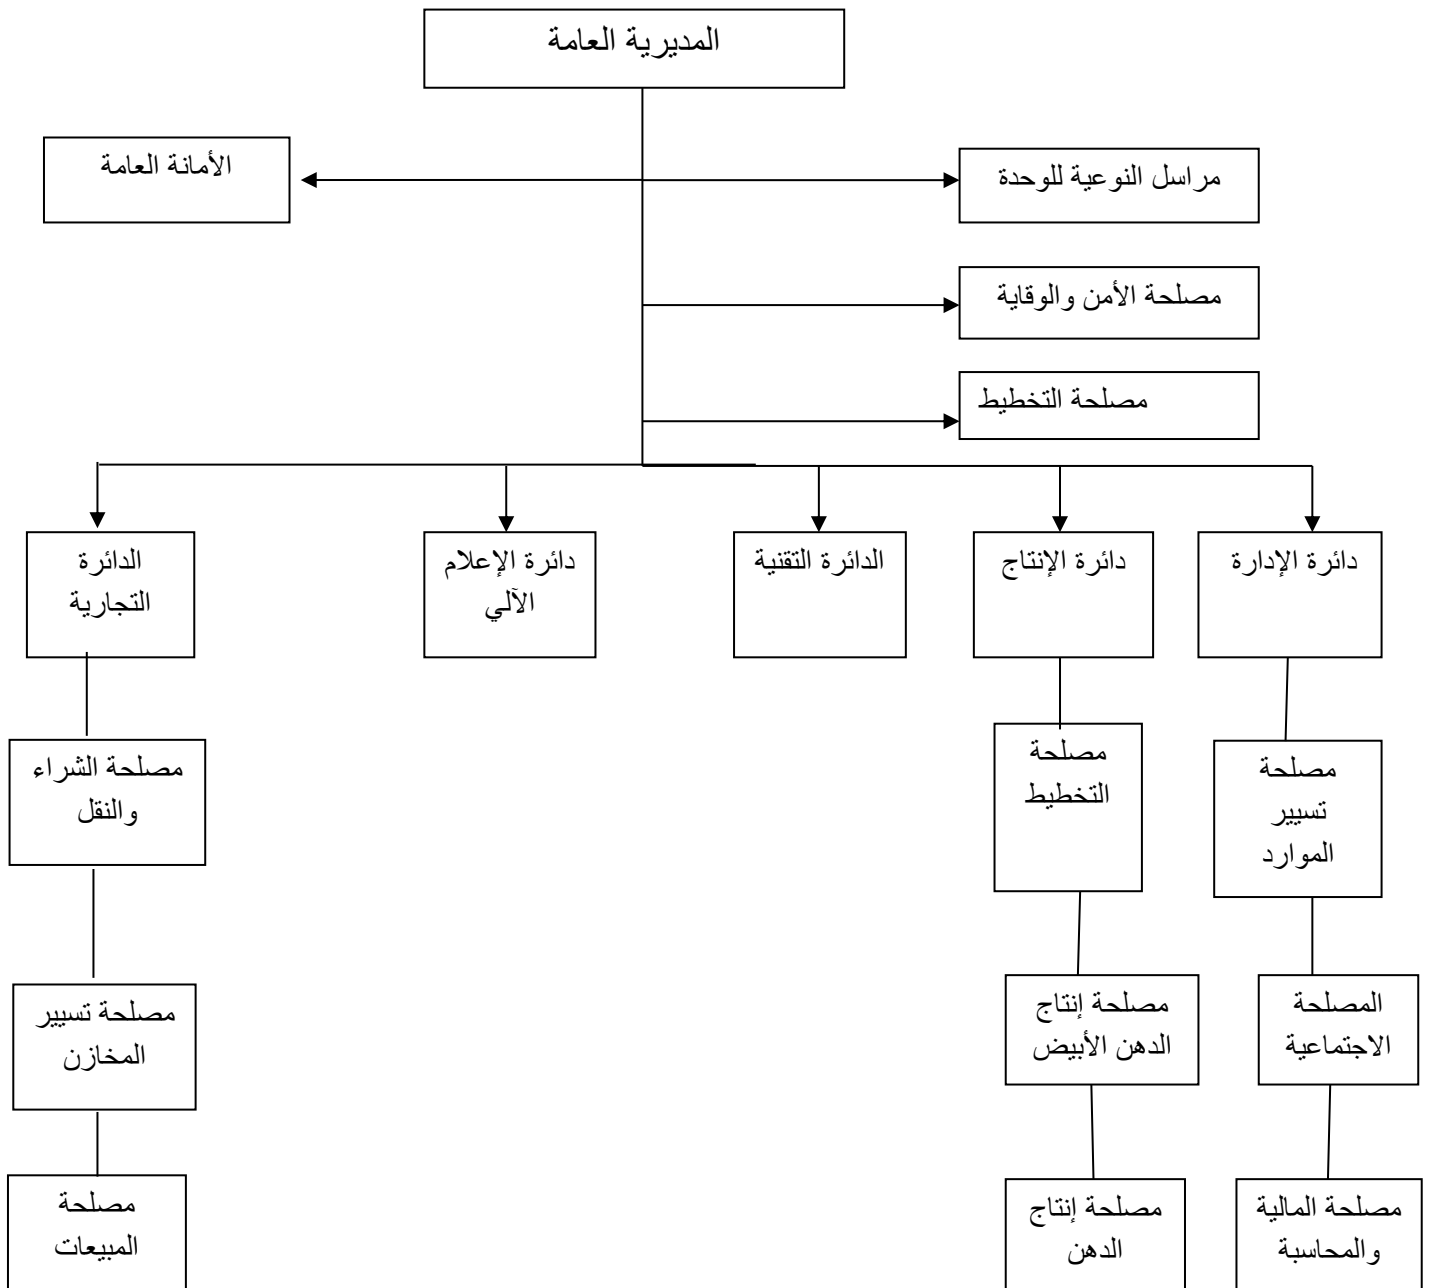 المديرية العامة
مراسل النوعية للوحدة
الأمانة العامة
مصلحة الأمن والوقاية
مصلحة التخطيط
دائرة الإدارة
دائرة الإنتاج
الدائرة التقنية
دائرة الإعلام
الآلي
الدائرة
التجارية
مصلحة
تسيير
الموارد
مصلحة
التخطيط
مصلحة الشراء
والنقل
المصلحة
الاجتماعية
مصلحة إنتاج
الدهن الأبيض
مصلحة تسيير
المخازن
مصلحة المالية
والمحاسبة
مصلحة إنتاج
الدهن
مصلحة
المبيعات